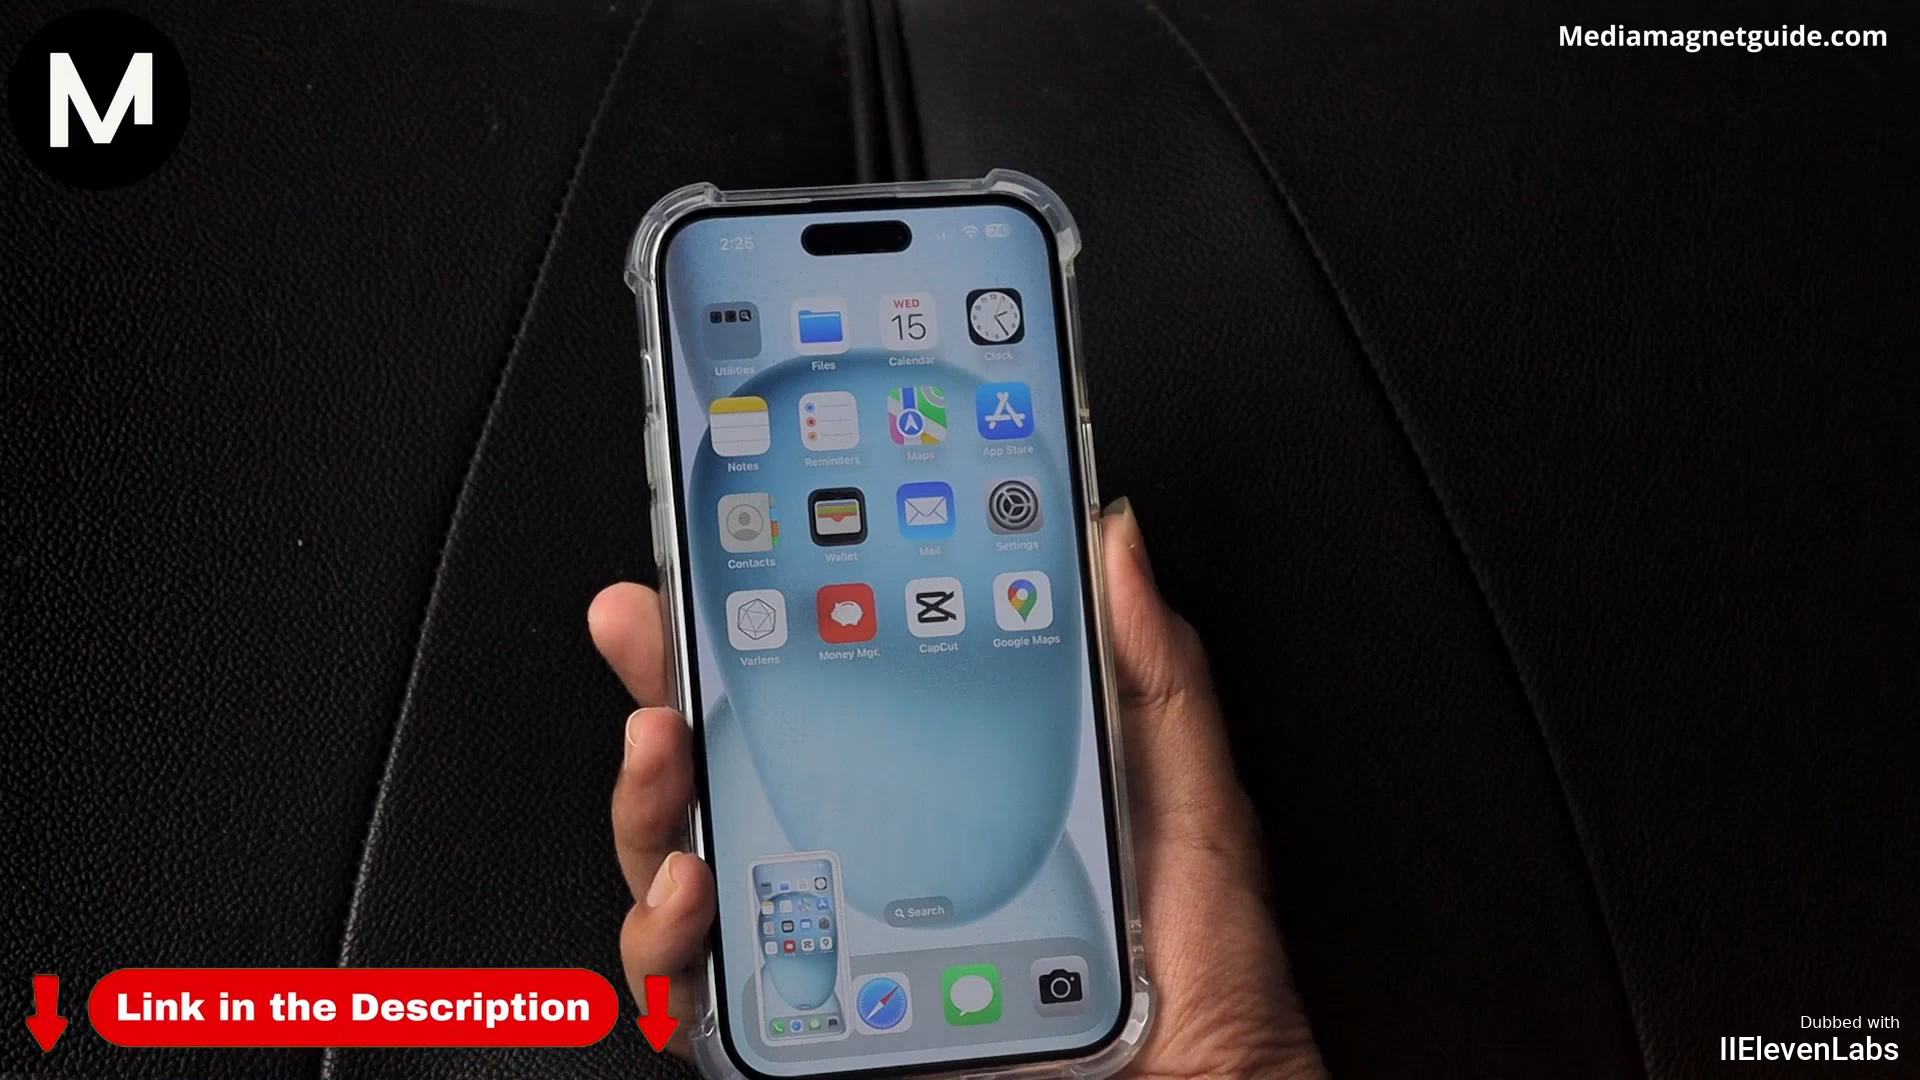 M
Mediamagnetguide.com
2:25
74
WED
15
Utilities
Files
Calendar
Clock
Notes
Reminders
Maps
App Store
Contacts
Wallet
Mail
Settings
Varlens
Money Mgr.
CapCut
Google Maps
Search
Link in the Description
Dubbed with
IIElevenLabs